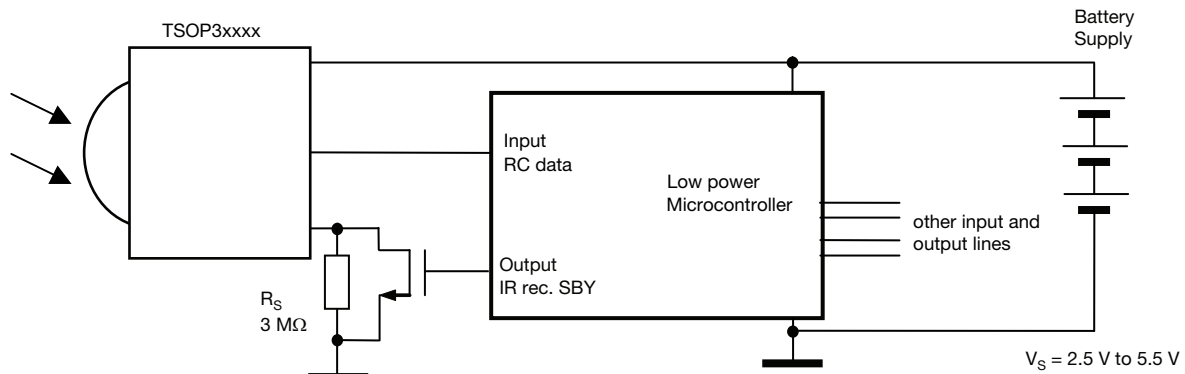 TSOP3xxxx
Battery
Supply
Input
RC data
Low power
Microcontroller
other input and
output lines
Output
IR rec. SBY
R_S
3 MΩ
V_S = 2.5 V to 5.5 V